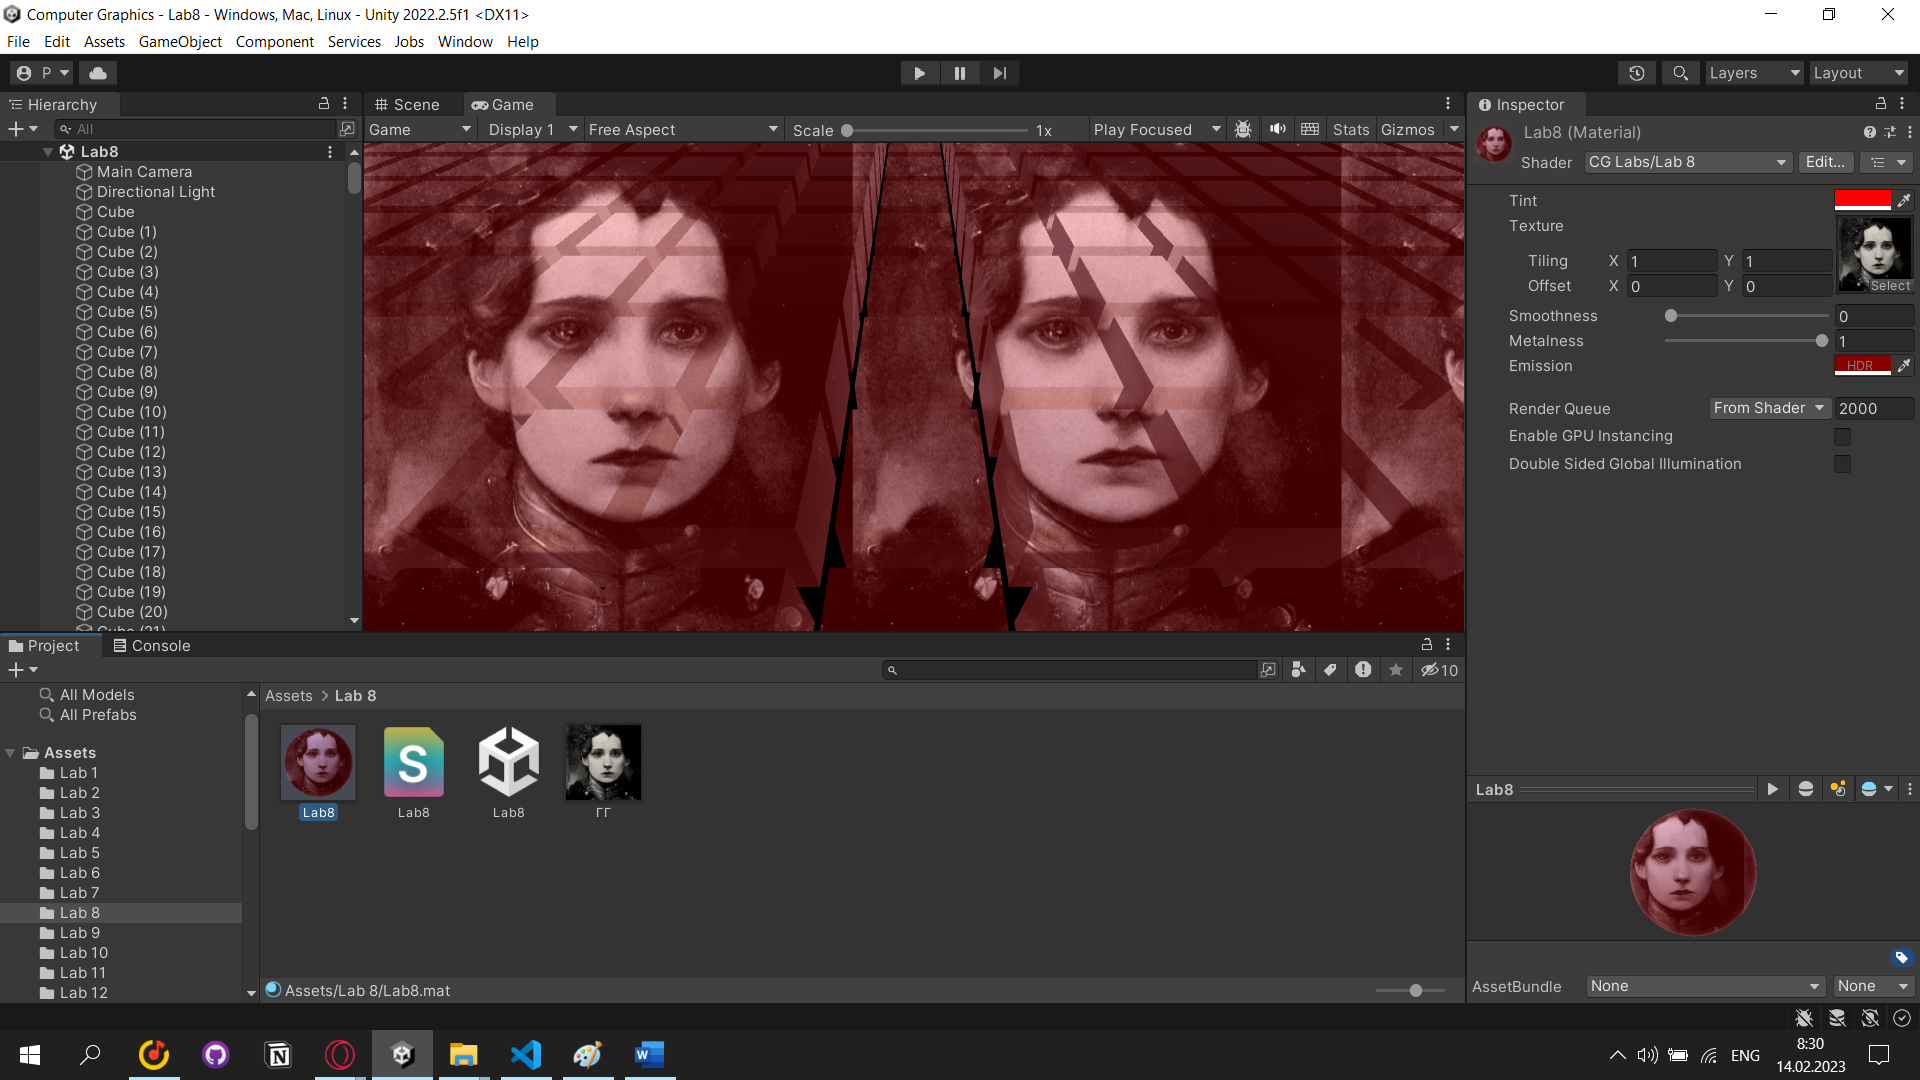 Computer Graphics - Lab8 - Windows, Mac, Linux - Unity 2022.2.5f1 <DX11>
File Edit Assets GameObject Component Services Jobs Window Help
P Layers Layout
Hierarchy
All
Lab8
Main Camera
Directional Light
Cube
Cube (1)
Cube (2)
Cube (3)
Cube (4)
Cube (5)
Cube (6)
Cube (7)
Cube (8)
Cube (9)
Cube (10)
Cube (11)
Cube (12)
Cube (13)
Cube (14)
Cube (15)
Cube (16)
Cube (17)
Cube (18)
Cube (19)
Cube (20)
Scene Game
Game Display 1 Free Aspect Scale 1x Play Focused Stats Gizmos
Inspector
Lab8 (Material)
Shader CG Labs/Lab 8 Edit...
Tint
Texture
Tiling X 1 Y 1
Offset X 0 Y 0
Select
Smoothness 0
Metalness 1
Emission HDR
Render Queue From Shader 2000
Enable GPU Instancing
Double Sided Global Illumination
Lab8
AssetBundle None None
Project Console
10
All Models
All Prefabs
Assets
Lab 1
Lab 2
Lab 3
Lab 4
Lab 5
Lab 6
Lab 7
Lab 8
Lab 9
Lab 10
Lab 11
Lab 12
Assets > Lab 8
Lab8 Lab8 Lab8 ГГ
Assets/Lab 8/Lab8.mat
ENG
8:30
14.02.2023